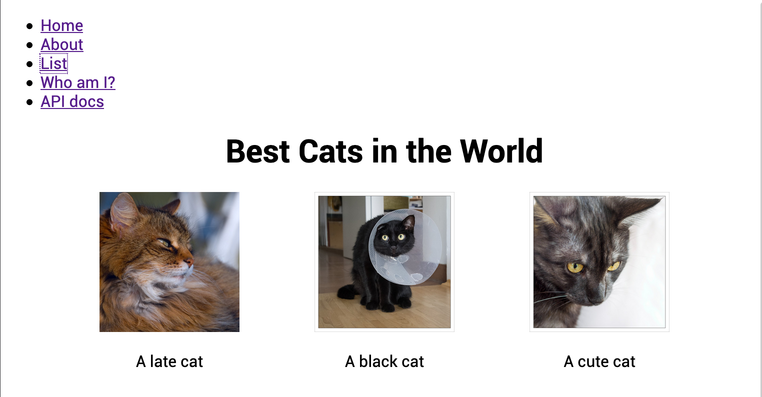 Home
About
List
Who am I?
API docs
Best Cats in the World
A late cat
A black cat
A cute cat